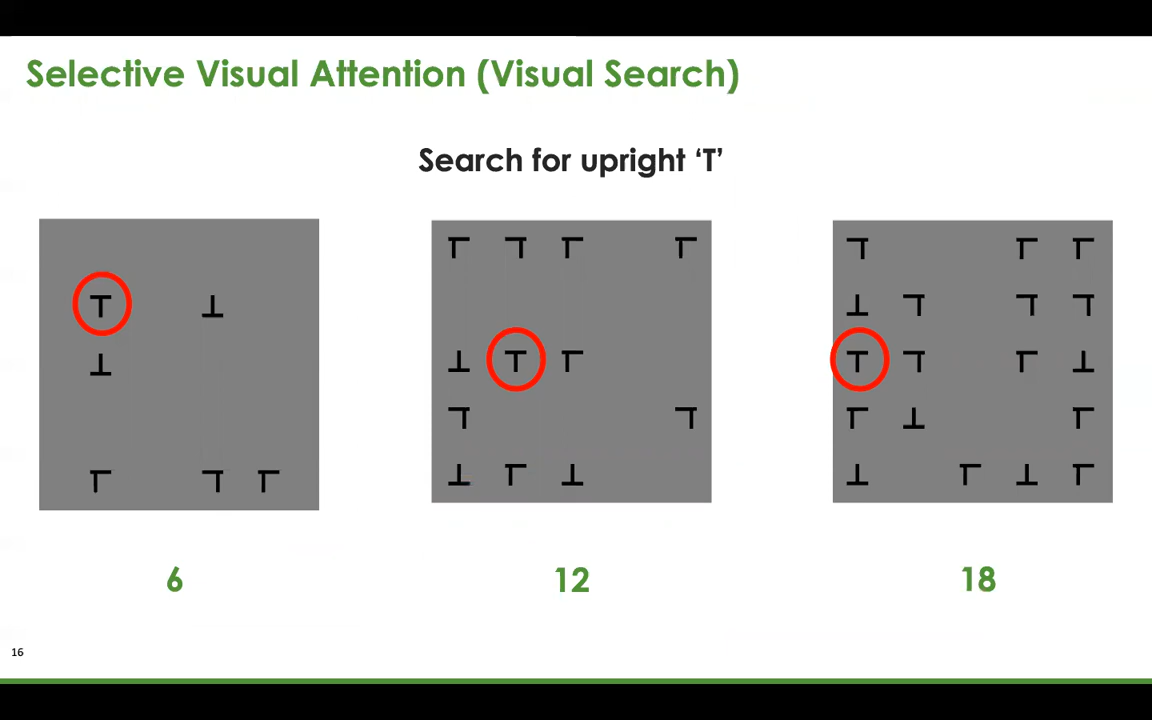 Selective Visual Attention (Visual Search)
Search for upright ‘T’
6
12
18
16